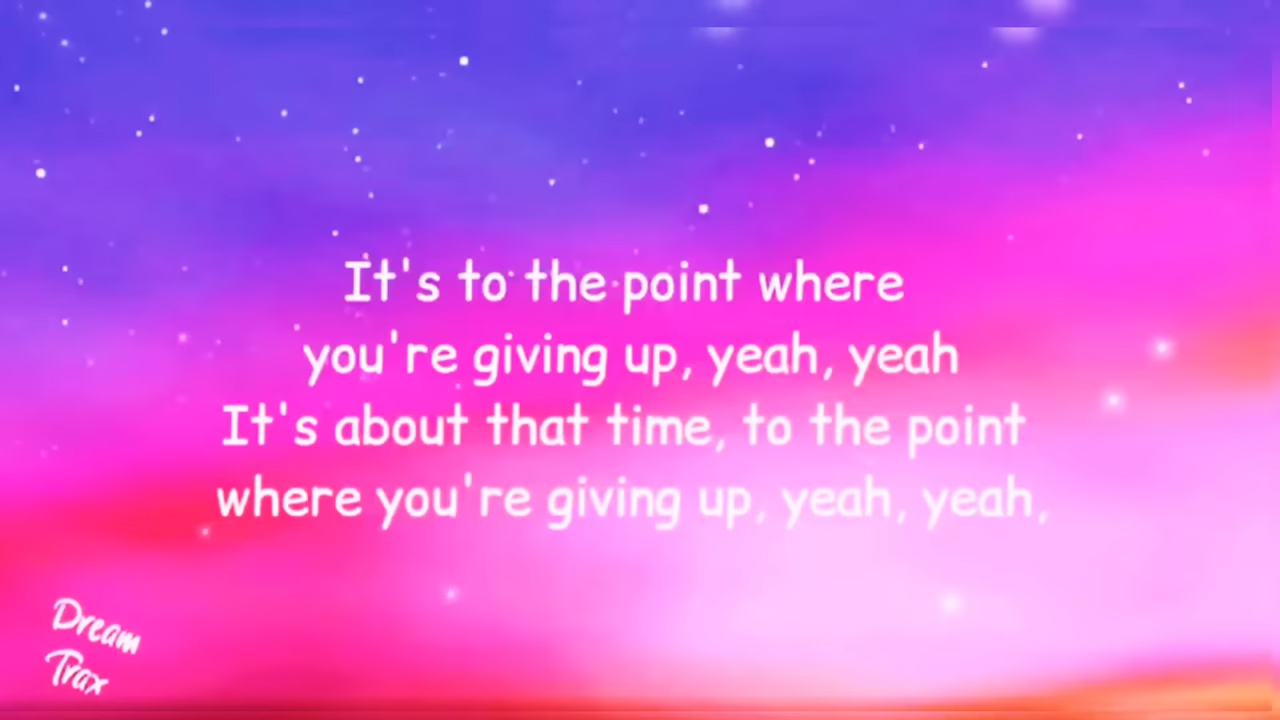 It's to the point where
you're giving up, yeah, yeah
It's about that time, to the point
where you're giving up, yeah, yeah,
Dream
Trax